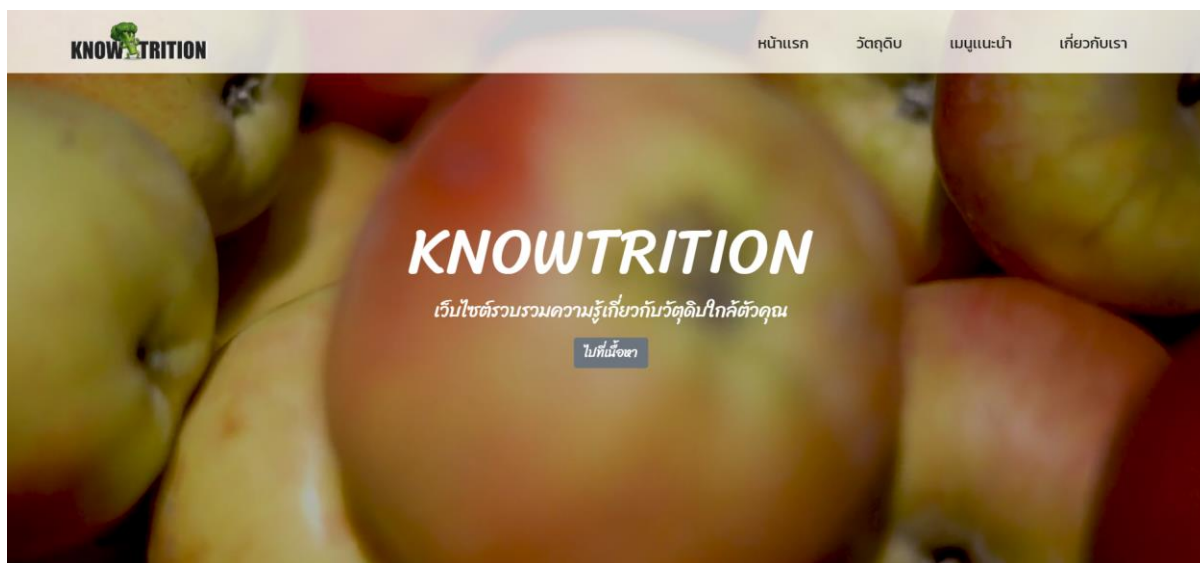 KNOWTRITION
หน้าแรก วัตถุดิบ เมนูแนะนำ เกี่ยวกับเรา
KNOWTRITION
เว็บไซต์รวบรวมความรู้เกี่ยวกับวัตุดิบใกล้ตัวคุณ
ไปที่เนื้อหา